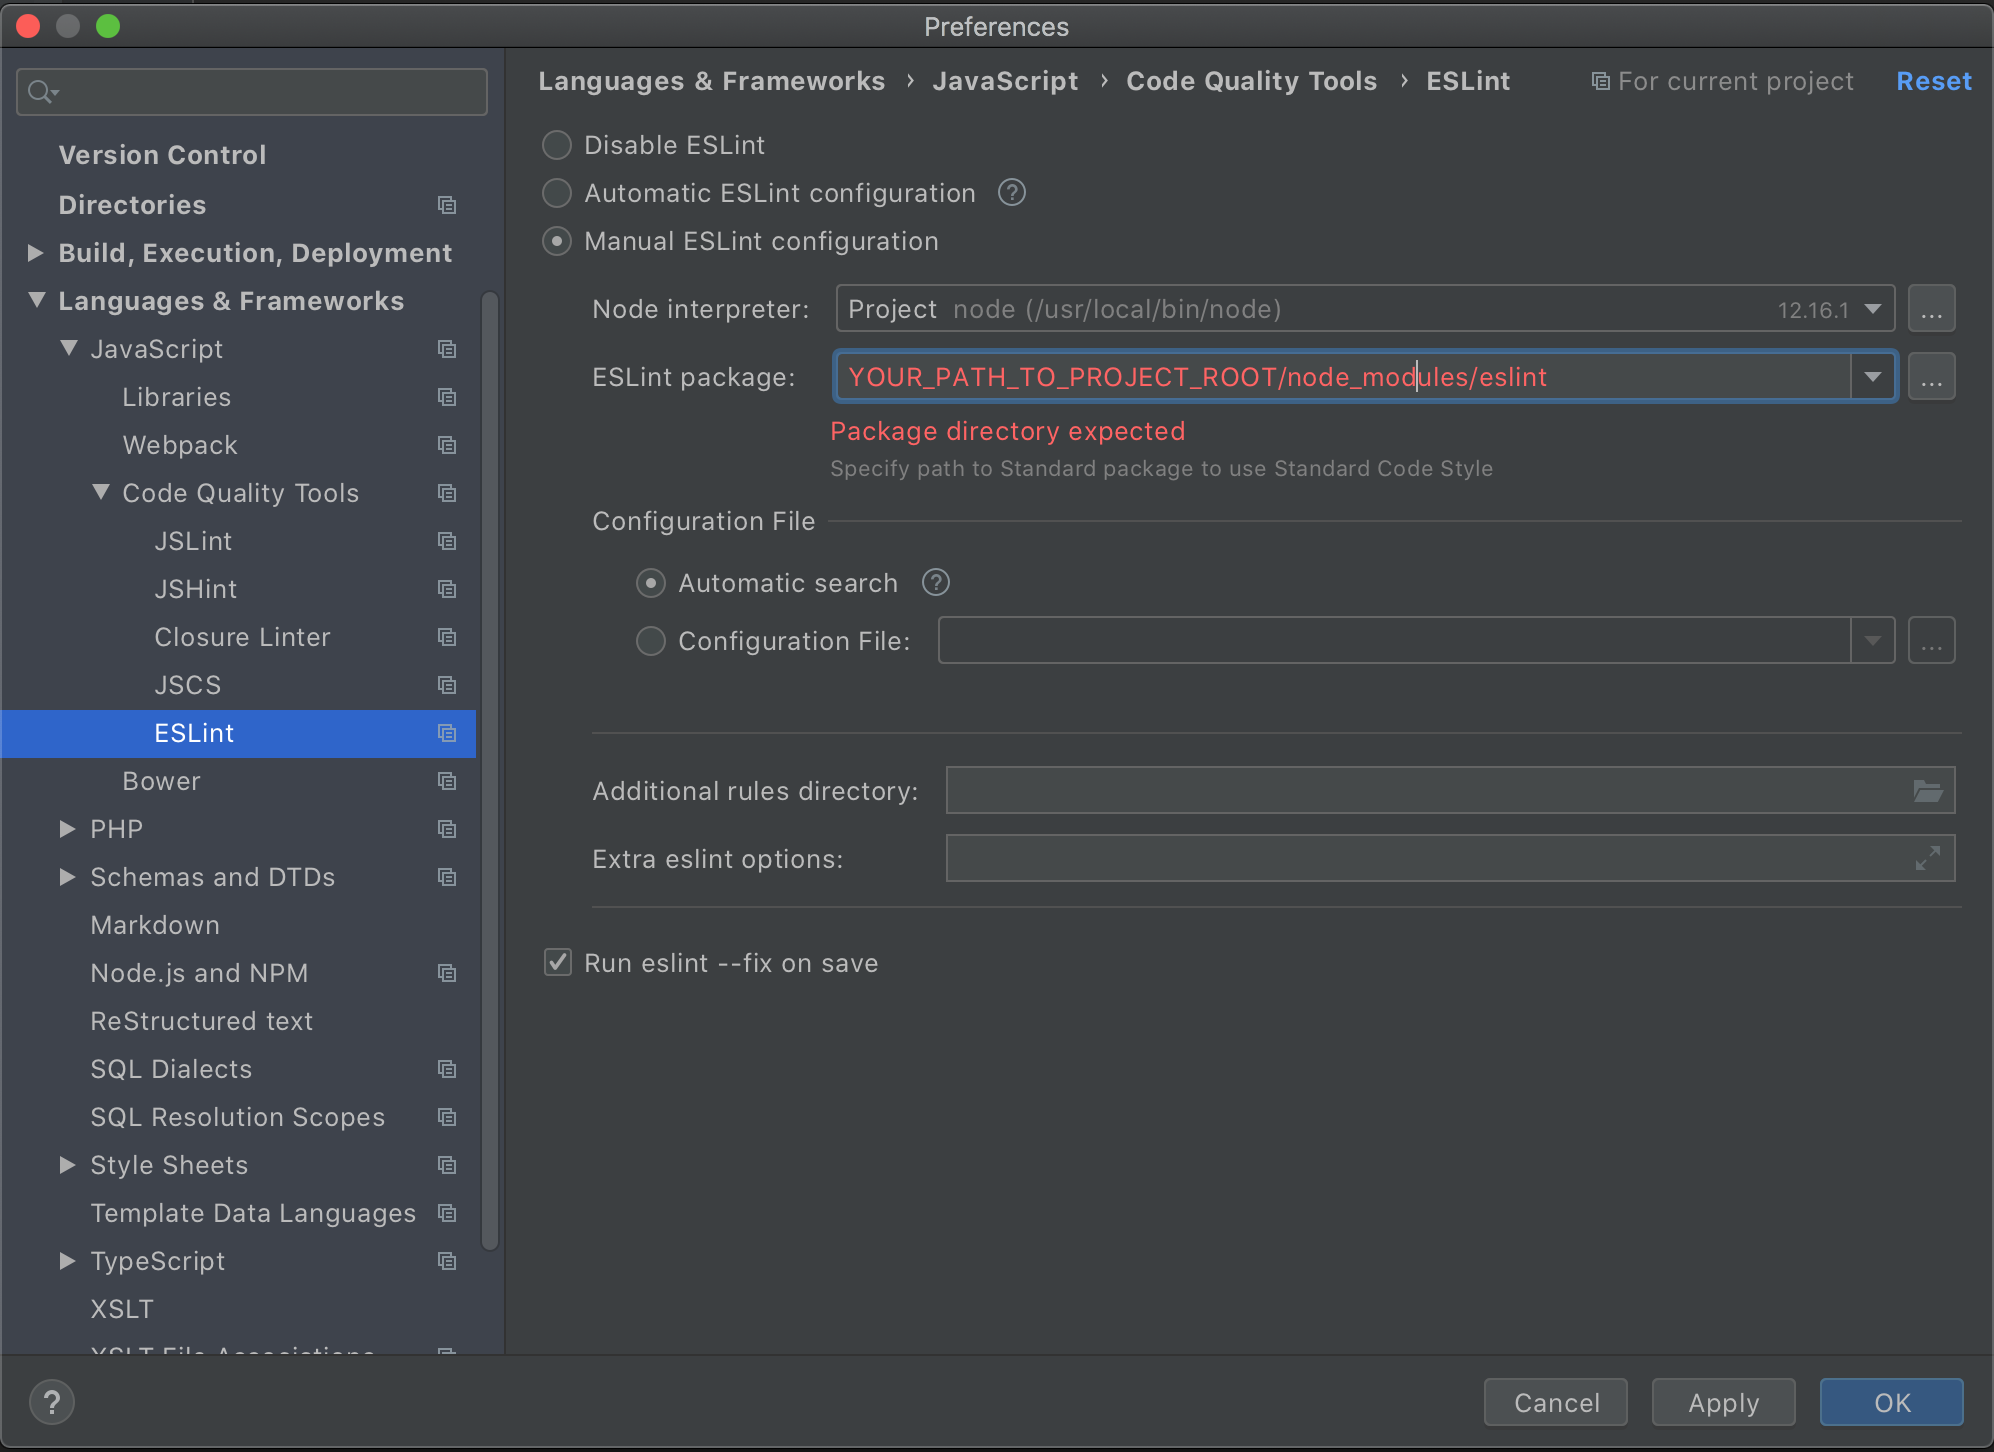 Preferences
Version Control
Directories
Build, Execution, Deployment
Languages & Frameworks
JavaScript
Libraries
Webpack
Code Quality Tools
JSLint
JSHint
Closure Linter
JSCS
ESLint
Bower
PHP
Schemas and DTDs
Markdown
Node.js and NPM
ReStructured text
SQL Dialects
SQL Resolution Scopes
Style Sheets
Template Data Languages
TypeScript
XSLT
XSLT File Associations
Languages & Frameworks › JavaScript › Code Quality Tools › ESLint
For current project
Reset
Disable ESLint
Automatic ESLint configuration ?
Manual ESLint configuration
Node interpreter: Project node (/usr/local/bin/node) 12.16.1 ...
ESLint package: YOUR_PATH_TO_PROJECT_ROOT/node_modules/eslint ...
Package directory expected
Specify path to Standard package to use Standard Code Style
Configuration File
Automatic search ?
Configuration File: ...
Additional rules directory:
Extra eslint options:
Run eslint --fix on save
? Cancel Apply OK